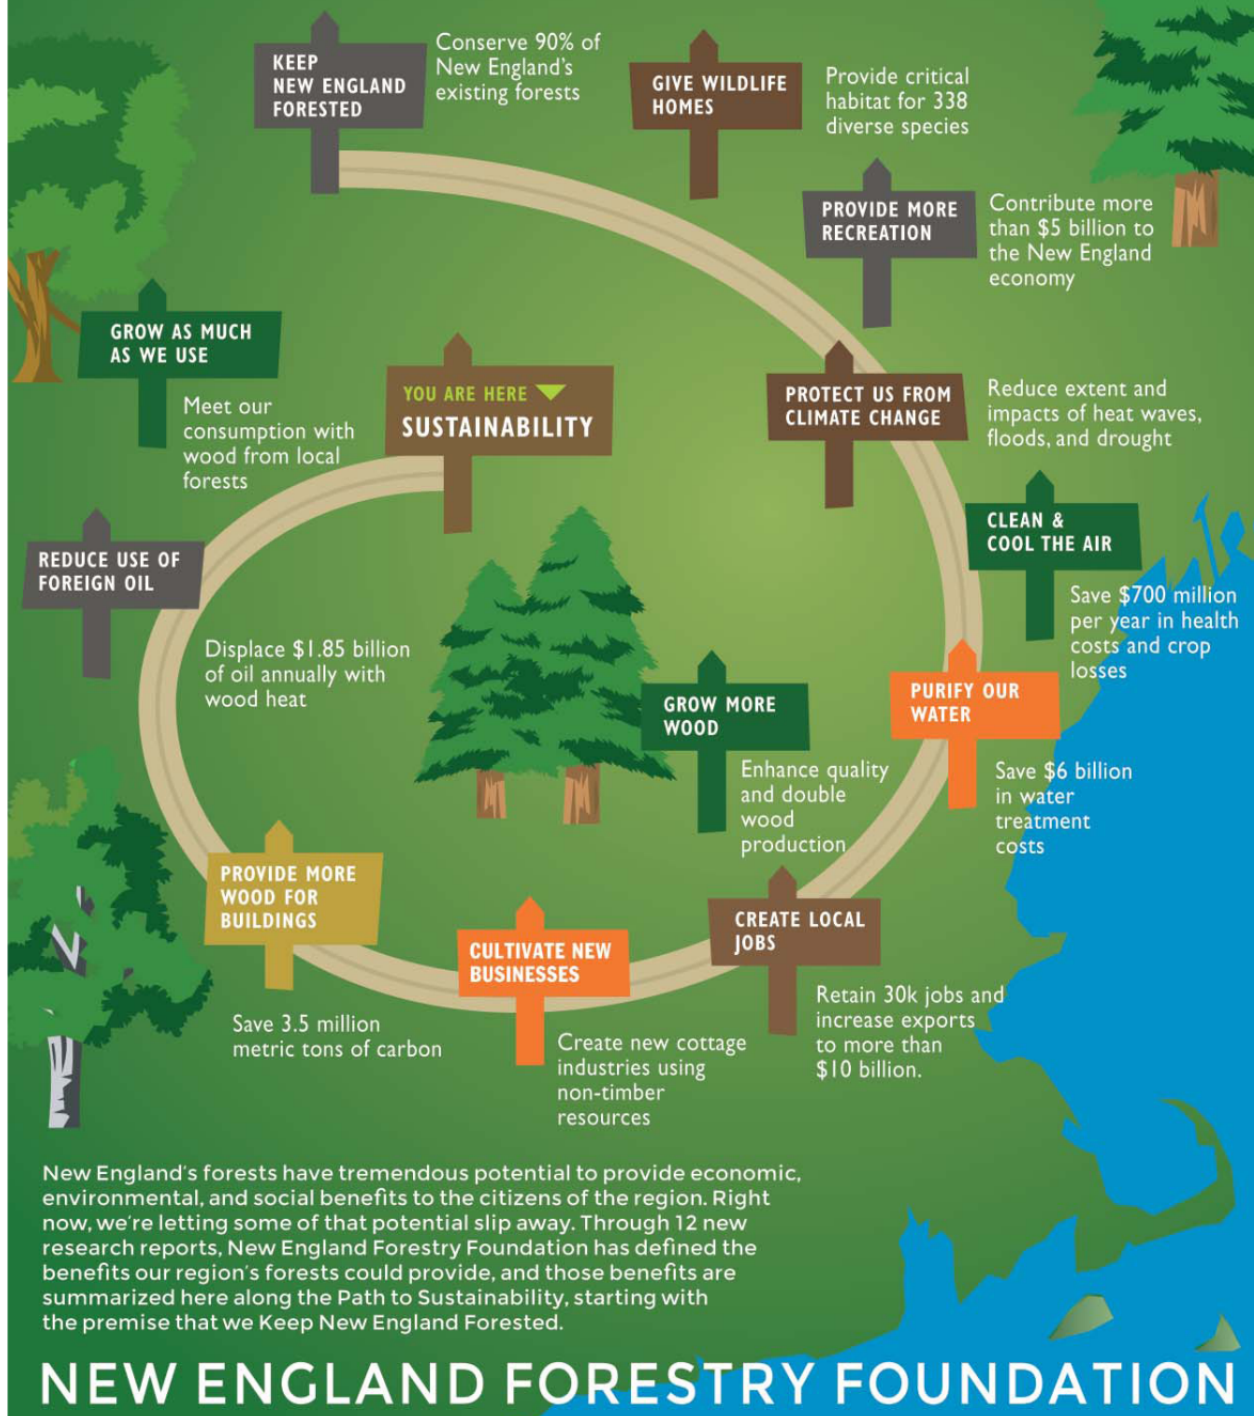 KEEP
NEW ENGLAND
FORESTED
Conserve 90% of
New England's
existing forests
GIVE WILDLIFE
HOMES
Provide critical
habitat for 338
diverse species
PROVIDE MORE
RECREATION
Contribute more
than $5 billion to
the New England
economy
PROTECT US FROM
CLIMATE CHANGE
Reduce extent and
impacts of heat waves,
floods, and drought
CLEAN &
COOL THE AIR
Save $700 million
per year in health
costs and crop
losses
PURIFY OUR
WATER
Save $6 billion
in water
treatment
costs
GROW MORE
WOOD
Enhance quality
and double
wood
production
CREATE LOCAL
JOBS
Retain 30k jobs and
increase exports
to more than
$10 billion.
CULTIVATE NEW
BUSINESSES
Create new cottage
industries using
non-timber
resources
PROVIDE MORE
WOOD FOR
BUILDINGS
Save 3.5 million
metric tons of carbon
REDUCE USE OF
FOREIGN OIL
Displace $1.85 billion
of oil annually with
wood heat
GROW AS MUCH
AS WE USE
Meet our
consumption with
wood from local
forests
YOU ARE HERE
SUSTAINABILITY
New England's forests have tremendous potential to provide economic,
environmental, and social benefits to the citizens of the region. Right
now, we're letting some of that potential slip away. Through 12 new
research reports, New England Forestry Foundation has defined the
benefits our region's forests could provide, and those benefits are
summarized here along the Path to Sustainability, starting with
the premise that we Keep New England Forested.
NEW ENGLAND FORESTRY FOUNDATION